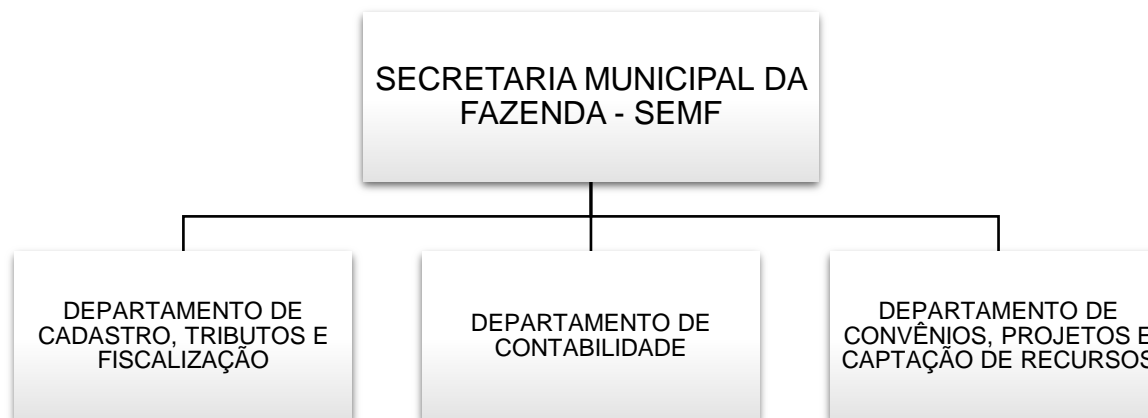 SECRETARIA MUNICIPAL DA
FAZENDA - SEMF
DEPARTAMENTO DE
CADASTRO, TRIBUTOS E
FISCALIZAÇÃO
DEPARTAMENTO DE
CONTABILIDADE
DEPARTAMENTO DE
CONVÊNIOS, PROJETOS E
CAPTAÇÃO DE RECURSOS